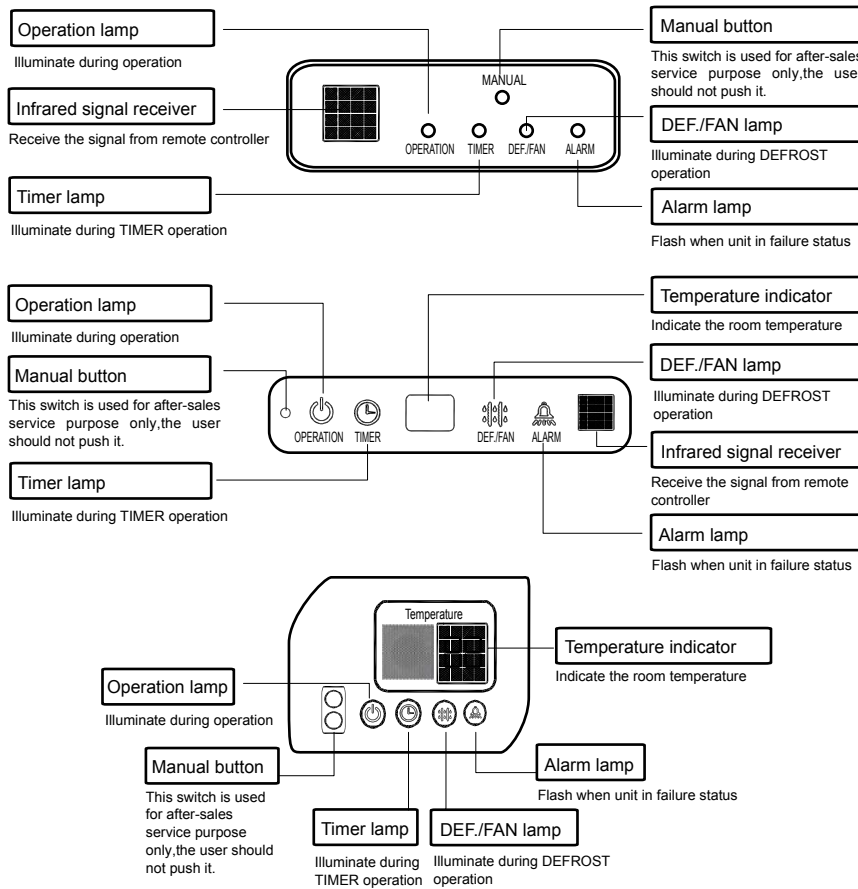 Operation lamp
Illuminate during operation
Infrared signal receiver
Receive the signal from remote controller
Timer lamp
Illuminate during TIMER operation
MANUAL
OPERATION TIMER DEF./FAN ALARM
Manual button
This switch is used for after-sales
service purpose only,the user
should not push it.
DEF./FAN lamp
Illuminate during DEFROST
operation
Alarm lamp
Flash when unit in failure status
Operation lamp
Illuminate during operation
Manual button
This switch is used for after-sales
service purpose only,the user
should not push it.
Timer lamp
Illuminate during TIMER operation
OPERATION TIMER DEF./FAN ALARM
Temperature indicator
Indicate the room temperature
DEF./FAN lamp
Illuminate during DEFROST
operation
Infrared signal receiver
Receive the signal from remote
controller
Alarm lamp
Flash when unit in failure status
Temperature
Temperature indicator
Indicate the room temperature
Operation lamp
Illuminate during operation
Manual button
This switch is used
for after-sales
service purpose
only,the user should
not push it.
Timer lamp
Illuminate during
TIMER operation
DEF./FAN lamp
Illuminate during DEFROST
operation
Alarm lamp
Flash when unit in failure status